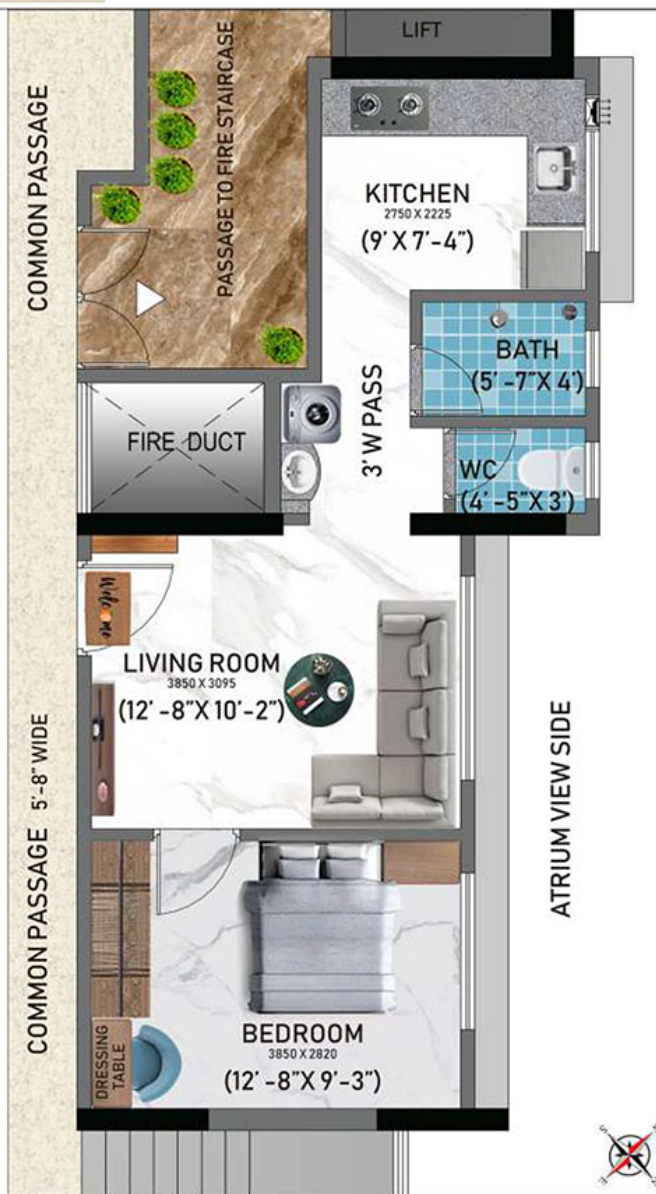 LIFT
COMMON PASSAGE
PASSAGE TO FIRE STAIRCASE
KITCHEN
2750 X 2225
(9' X 7'-4")
BATH
(5' -7"X 4')
3' W PASS
FIRE DUCT
WC
(4' -5"X 3')
Welcome
LIVING ROOM
3850 X 3095
(12' -8"X 10'-2")
COMMON PASSAGE 5'-8" WIDE
ATRIUM VIEW SIDE
BEDROOM
3850 X 2820
(12' -8"X 9'-3")
DRESSING
TABLE